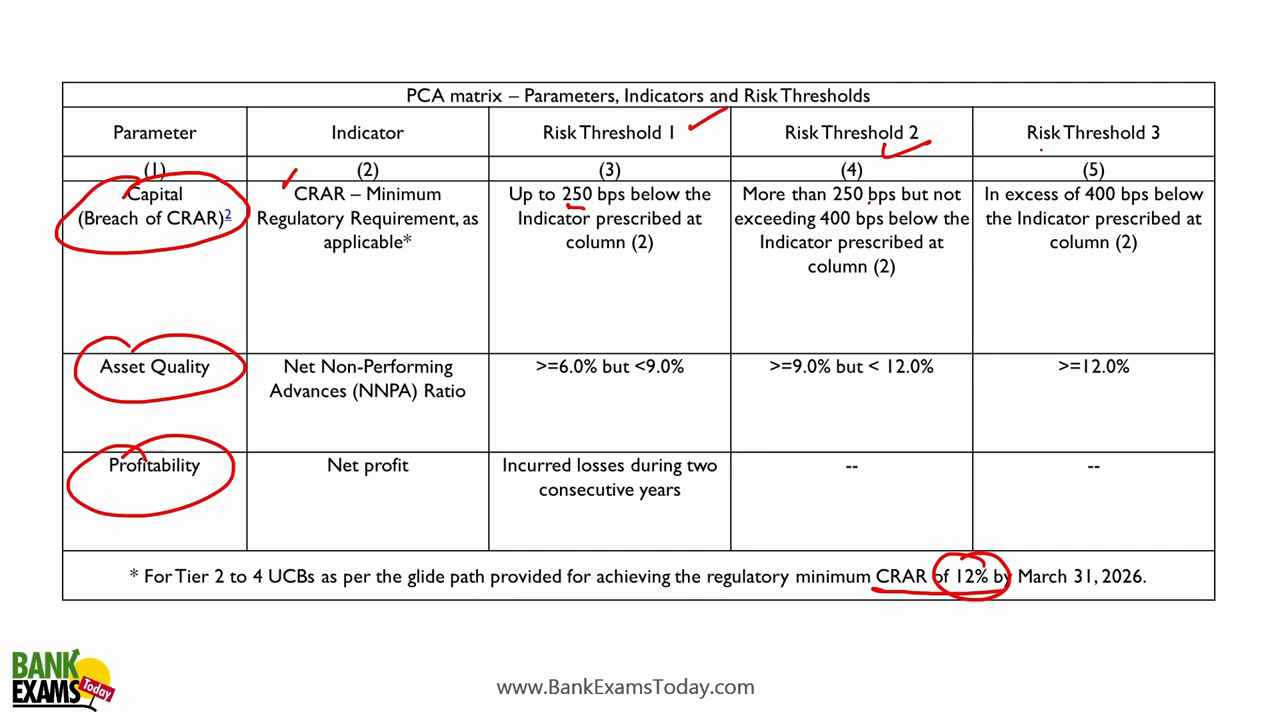 PCA matrix – Parameters, Indicators and Risk Thresholds
Parameter Indicator Risk Threshold 1 Risk Threshold 2 Risk Threshold 3
(1) (2) (3) (4) (5)
Capital
(Breach of CRAR)2
CRAR – Minimum
Regulatory Requirement, as
applicable*
Up to 250 bps below the
Indicator prescribed at
column (2)
More than 250 bps but not
exceeding 400 bps below the
Indicator prescribed at
column (2)
In excess of 400 bps below
the Indicator prescribed at
column (2)
Asset Quality
Net Non-Performing
Advances (NNPA) Ratio
>=6.0% but <9.0%
>=9.0% but < 12.0%
>=12.0%
Profitability
Net profit
Incurred losses during two
consecutive years
--
--
* For Tier 2 to 4 UCBs as per the glide path provided for achieving the regulatory minimum CRAR of 12% by March 31, 2026.
BANK
EXAMS
Today
www.BankExamsToday.com